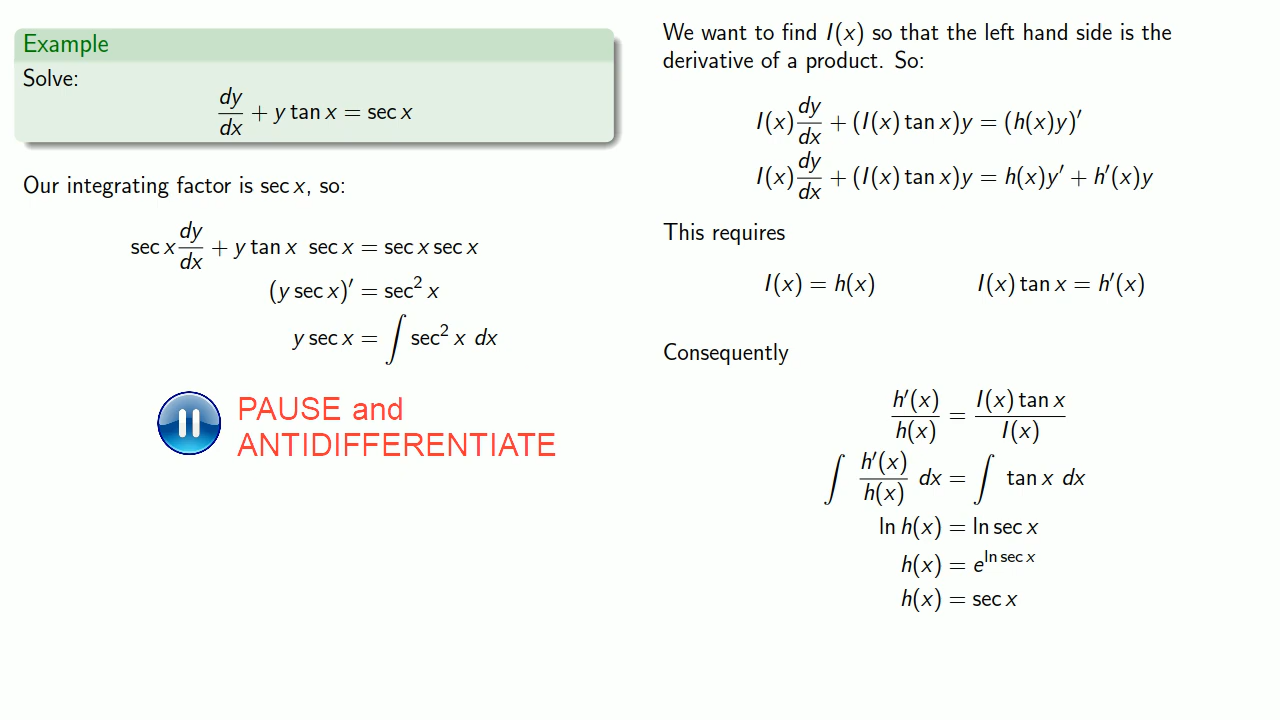 Example
Solve:
dy/dx + y tan x = sec x
Our integrating factor is sec x, so:
sec x dy/dx + y tan x sec x = sec x sec x
(y sec x)′ = sec² x
y sec x = ∫ sec² x dx
PAUSE and
ANTIDIFFERENTIATE
We want to find I(x) so that the left hand side is the
derivative of a product. So:
I(x) dy/dx + (I(x) tan x)y = (h(x)y)′
I(x) dy/dx + (I(x) tan x)y = h(x)y′ + h′(x)y
This requires
I(x) = h(x) I(x) tan x = h′(x)
Consequently
h′(x)/h(x) = I(x) tan x/I(x)
∫ h′(x)/h(x) dx = ∫ tan x dx
ln h(x) = ln sec x
h(x) = e^{ln sec x}
h(x) = sec x